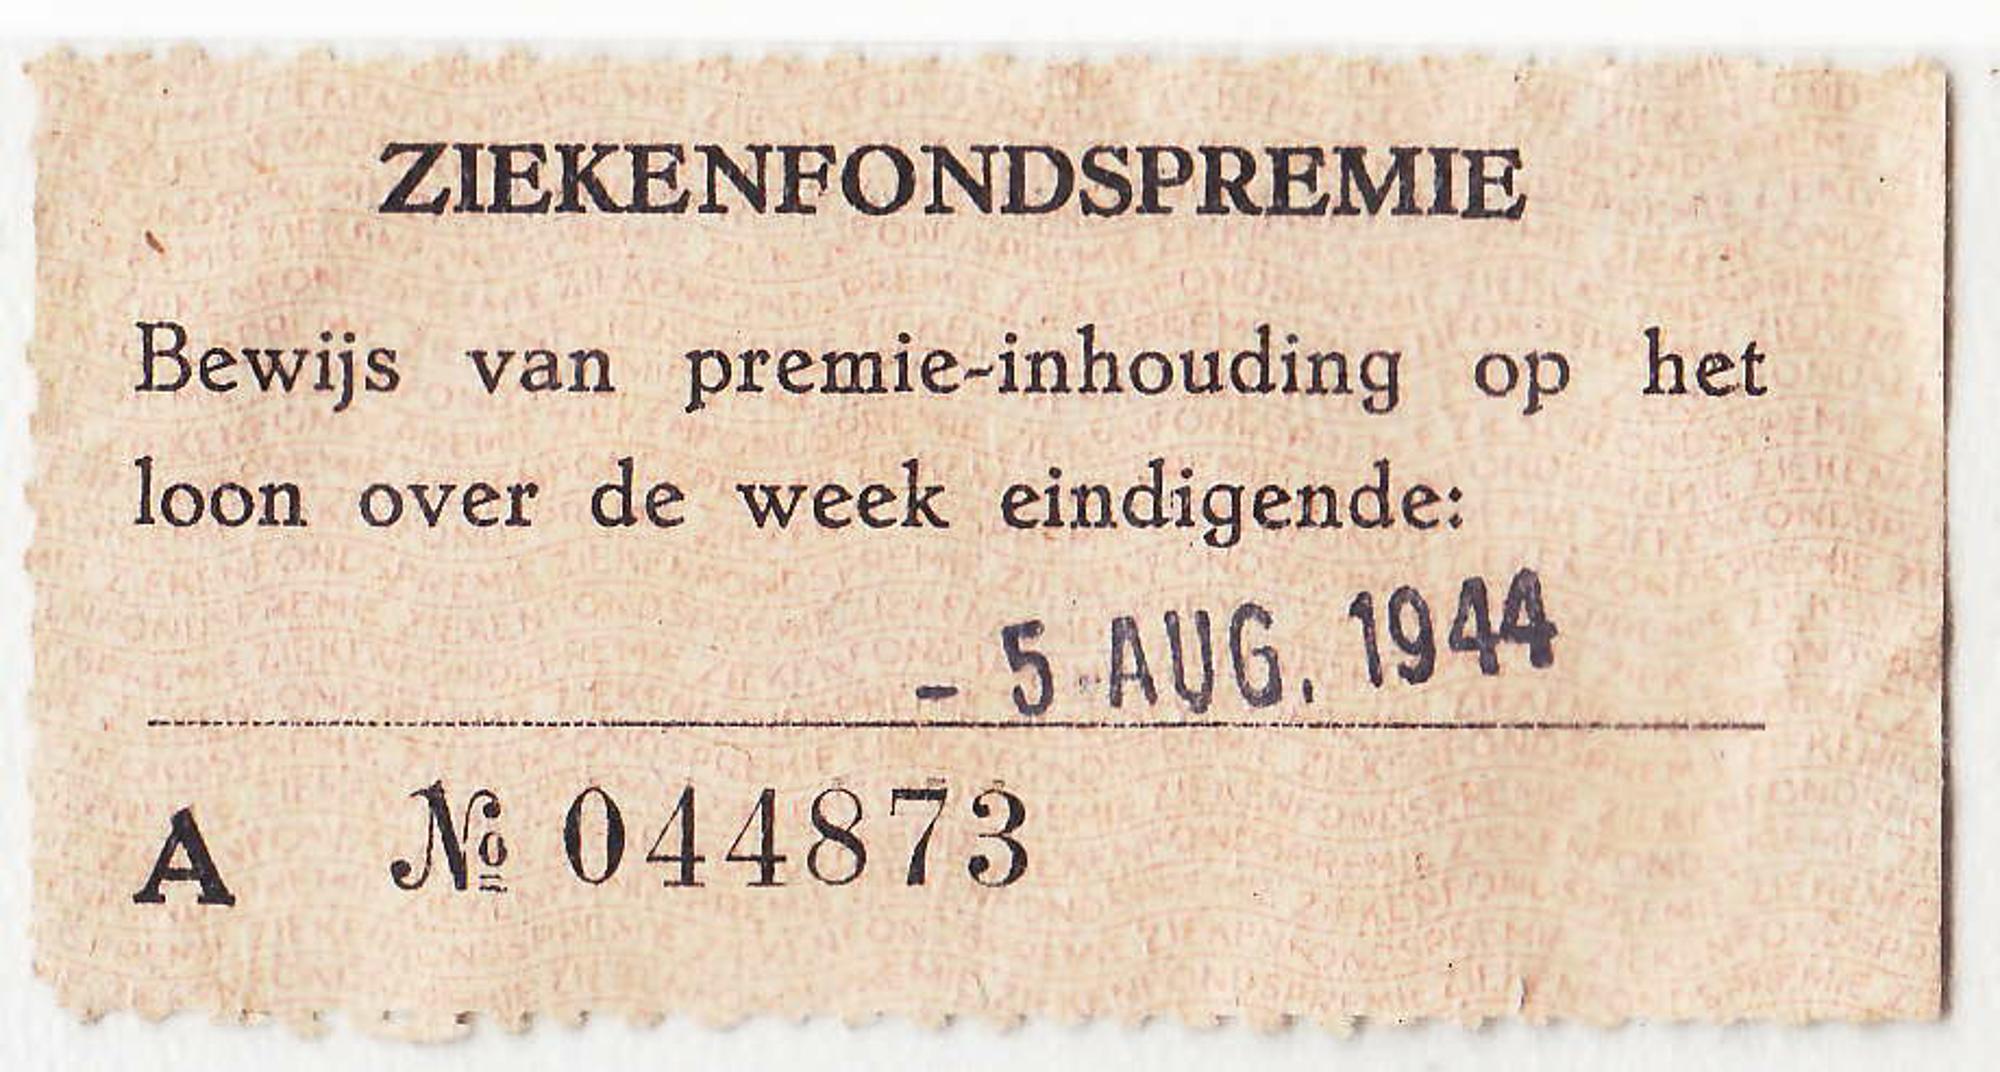 ZIEKENFONDSPREMIE
Bewijs van premie-inhouding op het
loon over de week eindigende:
- 5 AUG. 1944
A № 044873